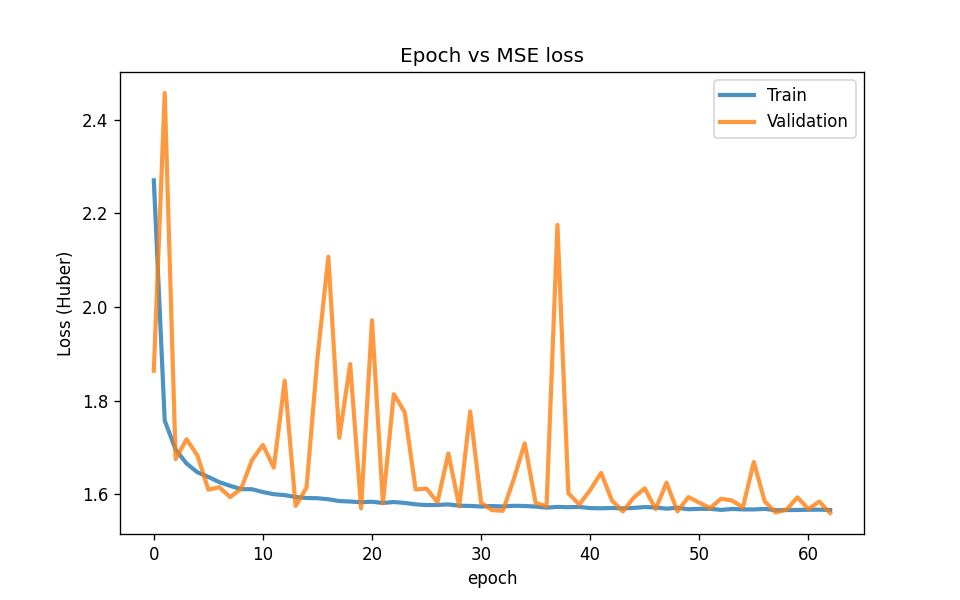 Epoch vs MSE loss
Train
Validation
Loss (Huber)
2.4
2.2
2.0
1.8
1.6
0 10 20 30 40 50 60
epoch